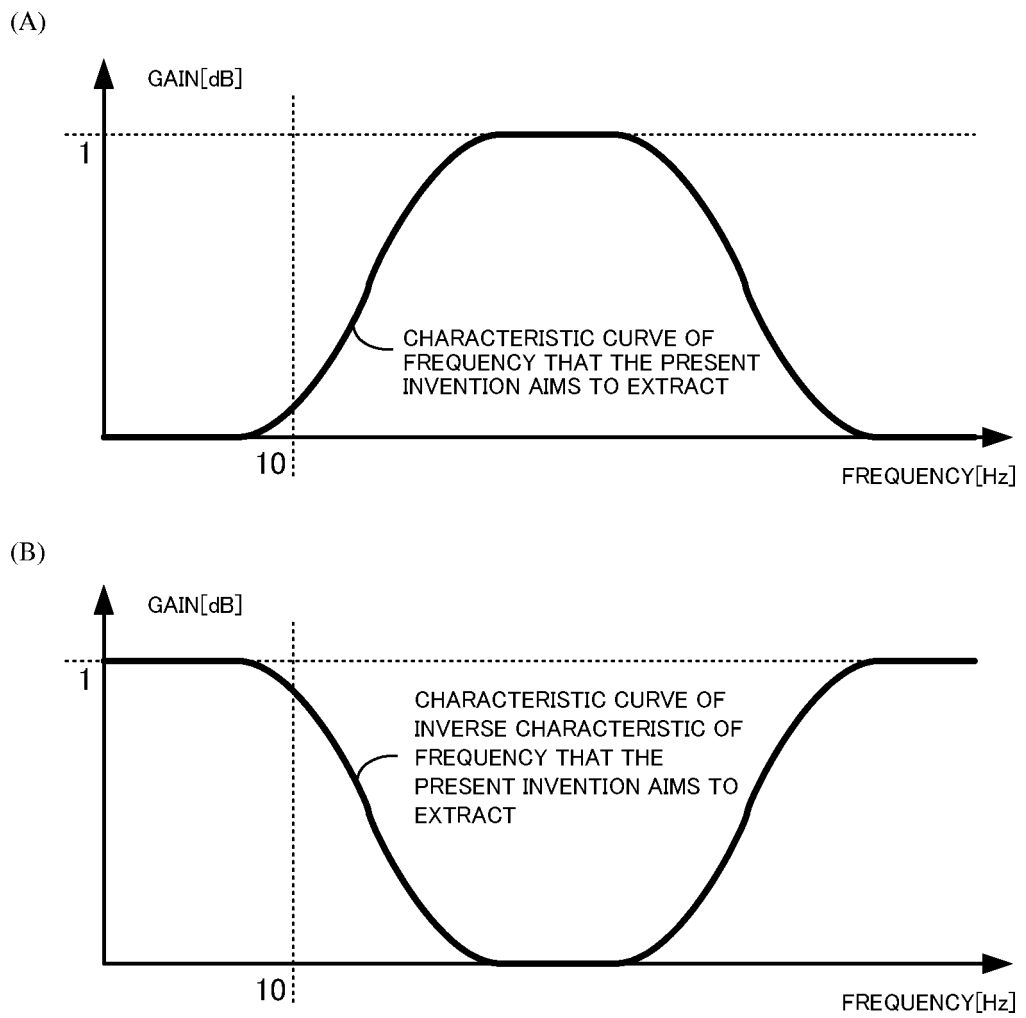 (A)
GAIN[dB]
1
CHARACTERISTIC CURVE OF
FREQUENCY THAT THE PRESENT
INVENTION AIMS TO EXTRACT
10
FREQUENCY[Hz]
(B)
GAIN[dB]
1
CHARACTERISTIC CURVE OF
INVERSE CHARACTERISTIC OF
FREQUENCY THAT THE
PRESENT INVENTION AIMS TO
EXTRACT
10
FREQUENCY[Hz]